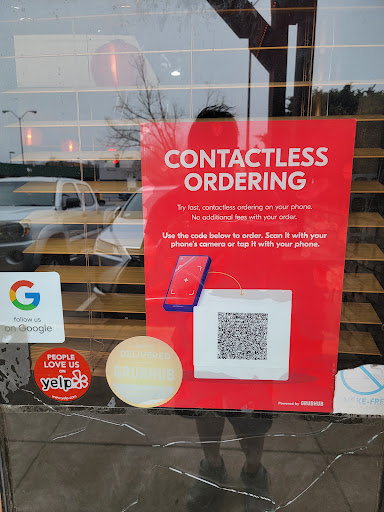 CONTACTLESS
ORDERING
Try fast, contactless ordering on your phone.
No additional fees with your order.
Use the code below to order. Scan it with your
phone's camera or tap it with your phone.
G
follow us
on Google
PEOPLE
LOVE US
ON
yelp
DELIVERED
GRUBHUB
Powered by GRUBHUB